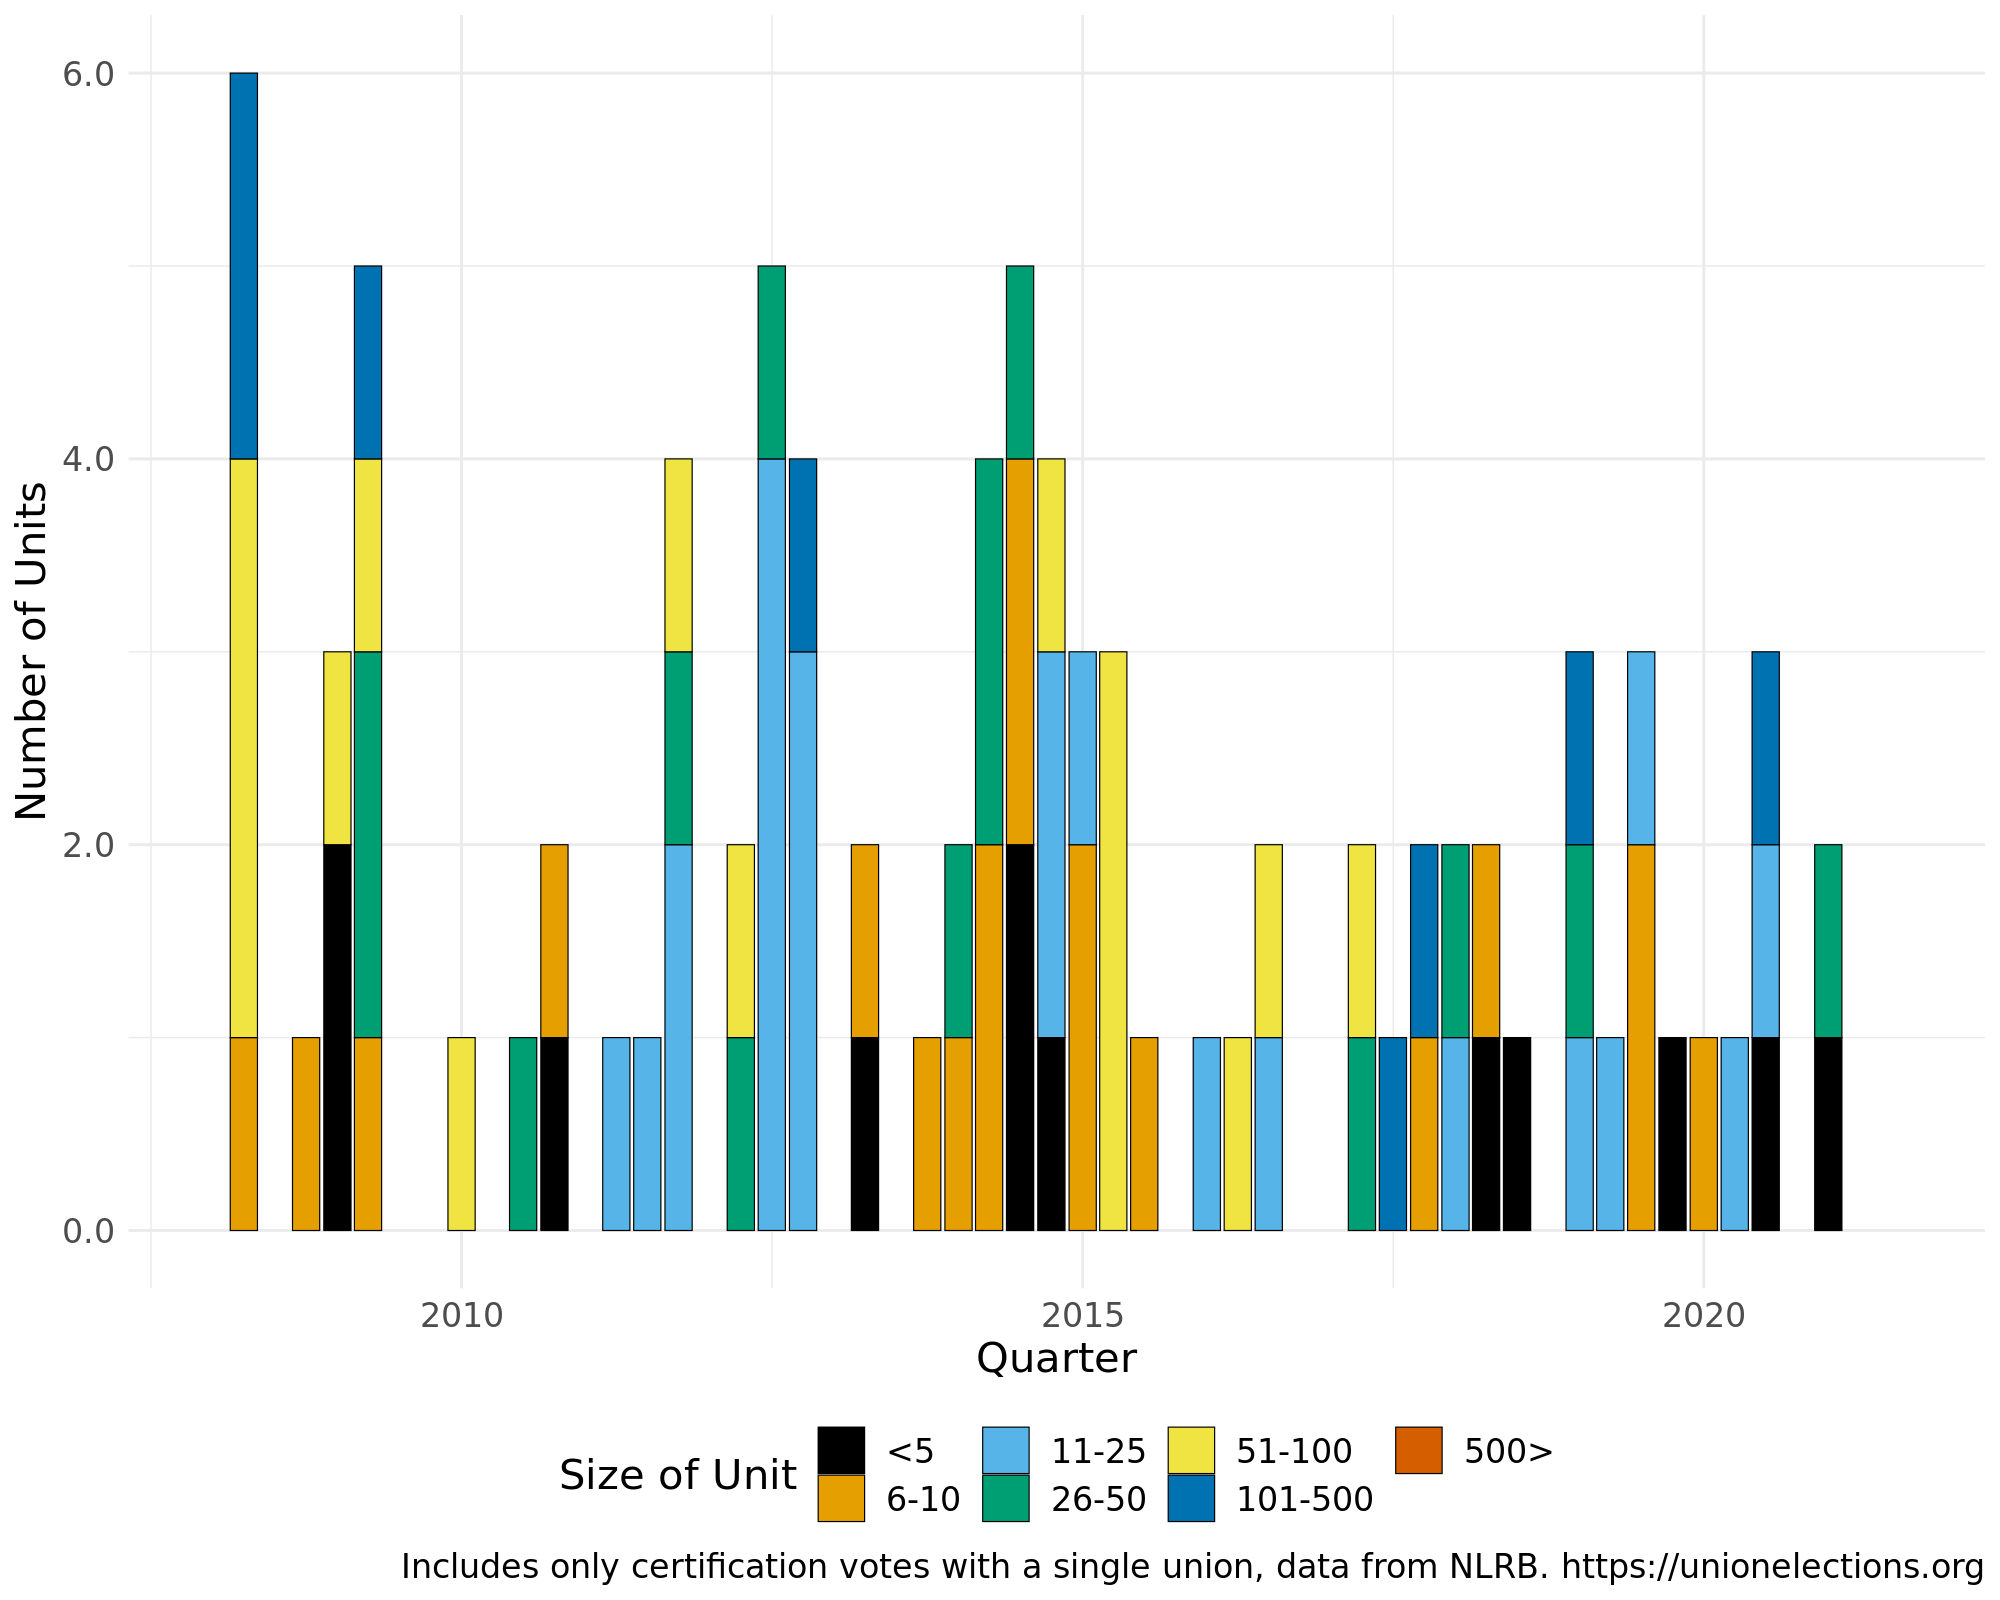 6.0
4.0
2.0
0.0
Number of Units
2010 2015 2020
Quarter
Size of Unit
<5 11-25 51-100 500>
6-10 26-50 101-500
Includes only certification votes with a single union, data from NLRB. https://unionelections.org